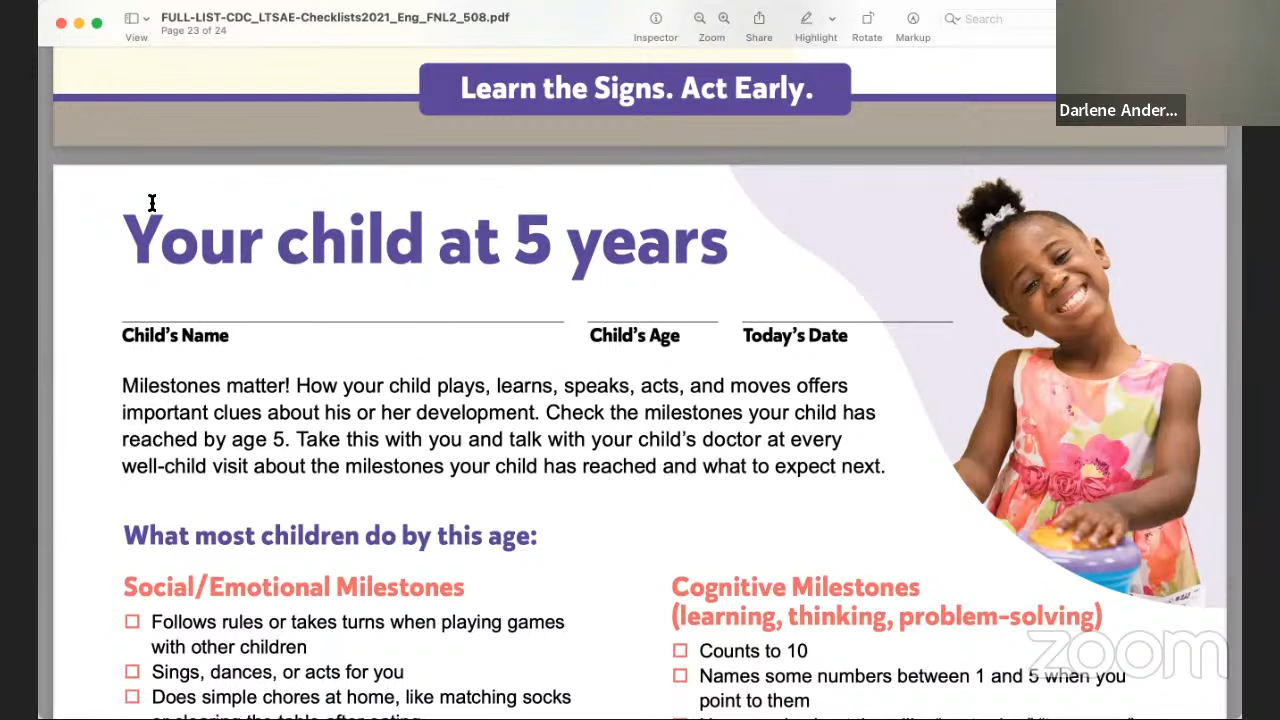 FULL-LIST-CDC_LTSAE-Checklists2021_Eng_FNL2_508.pdf
Page 23 of 24
View
Inspector
Zoom
Share
Highlight
Rotate
Markup
Search
Learn the Signs. Act Early.
Darlene Ander...
Your child at 5 years
Child's Name
Child's Age
Today's Date
Milestones matter! How your child plays, learns, speaks, acts, and moves offers
important clues about his or her development. Check the milestones your child has
reached by age 5. Take this with you and talk with your child's doctor at every
well-child visit about the milestones your child has reached and what to expect next.
What most children do by this age:
Social/Emotional Milestones
Follows rules or takes turns when playing games
with other children
Sings, dances, or acts for you
Does simple chores at home, like matching socks
or clearing the table after eating
Cognitive Milestones
(learning, thinking, problem-solving)
Counts to 10
Names some numbers between 1 and 5 when you
point to them
zoom